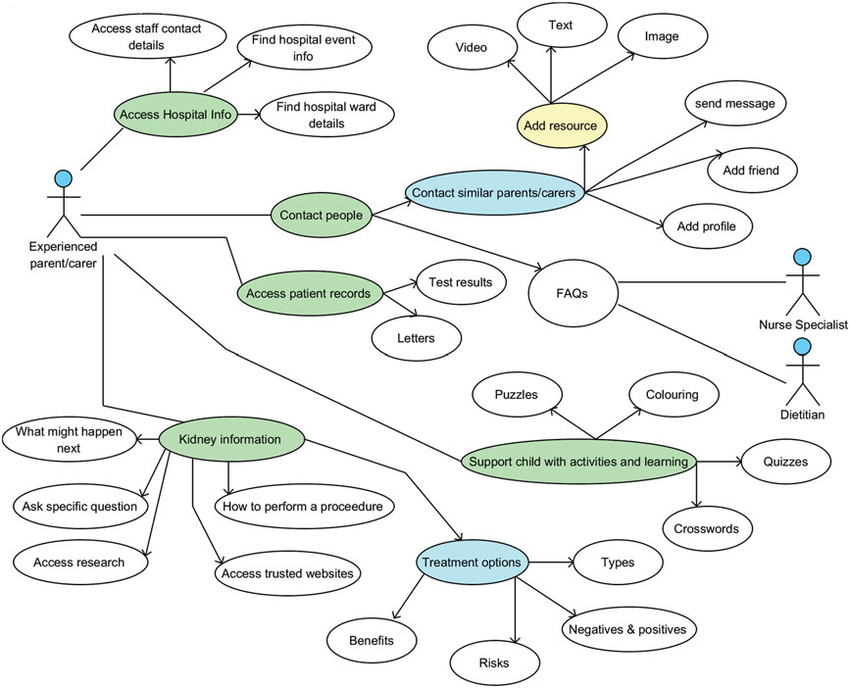 Access staff contact
details
Find hospital event
info
Access Hospital Info
Find hospital ward
details
Video
Text
Image
Add resource
send message
Contact similar parents/carers
Add friend
Contact people
Add profile
Experienced
parent/carer
Access patient records
Test results
Letters
FAQs
Nurse Specialist
Dietitian
Puzzles
Colouring
Support child with activities and learning
Quizzes
Crosswords
What might happen
next
Kidney information
Ask specific question
How to perform a proceedure
Access research
Access trusted websites
Treatment options
Types
Benefits
Risks
Negatives & positives